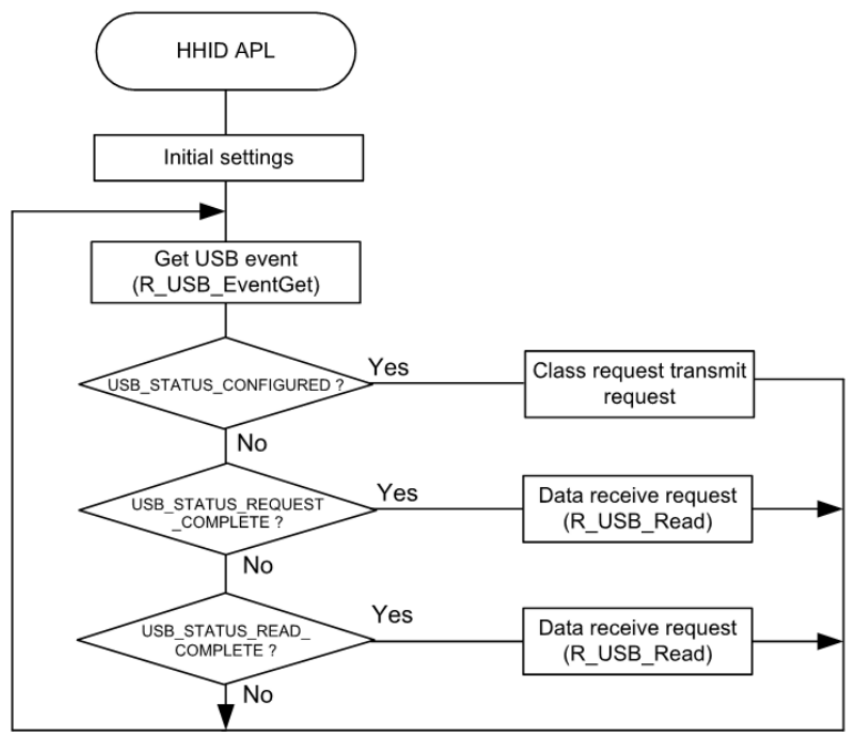 HHID APL
Initial settings
Get USB event
(R_USB_EventGet)
USB_STATUS_CONFIGURED ?
Yes
Class request transmit
request
No
USB_STATUS_REQUEST
_COMPLETE ?
Yes
Data receive request
(R_USB_Read)
No
USB_STATUS_READ_
COMPLETE ?
Yes
Data receive request
(R_USB_Read)
No